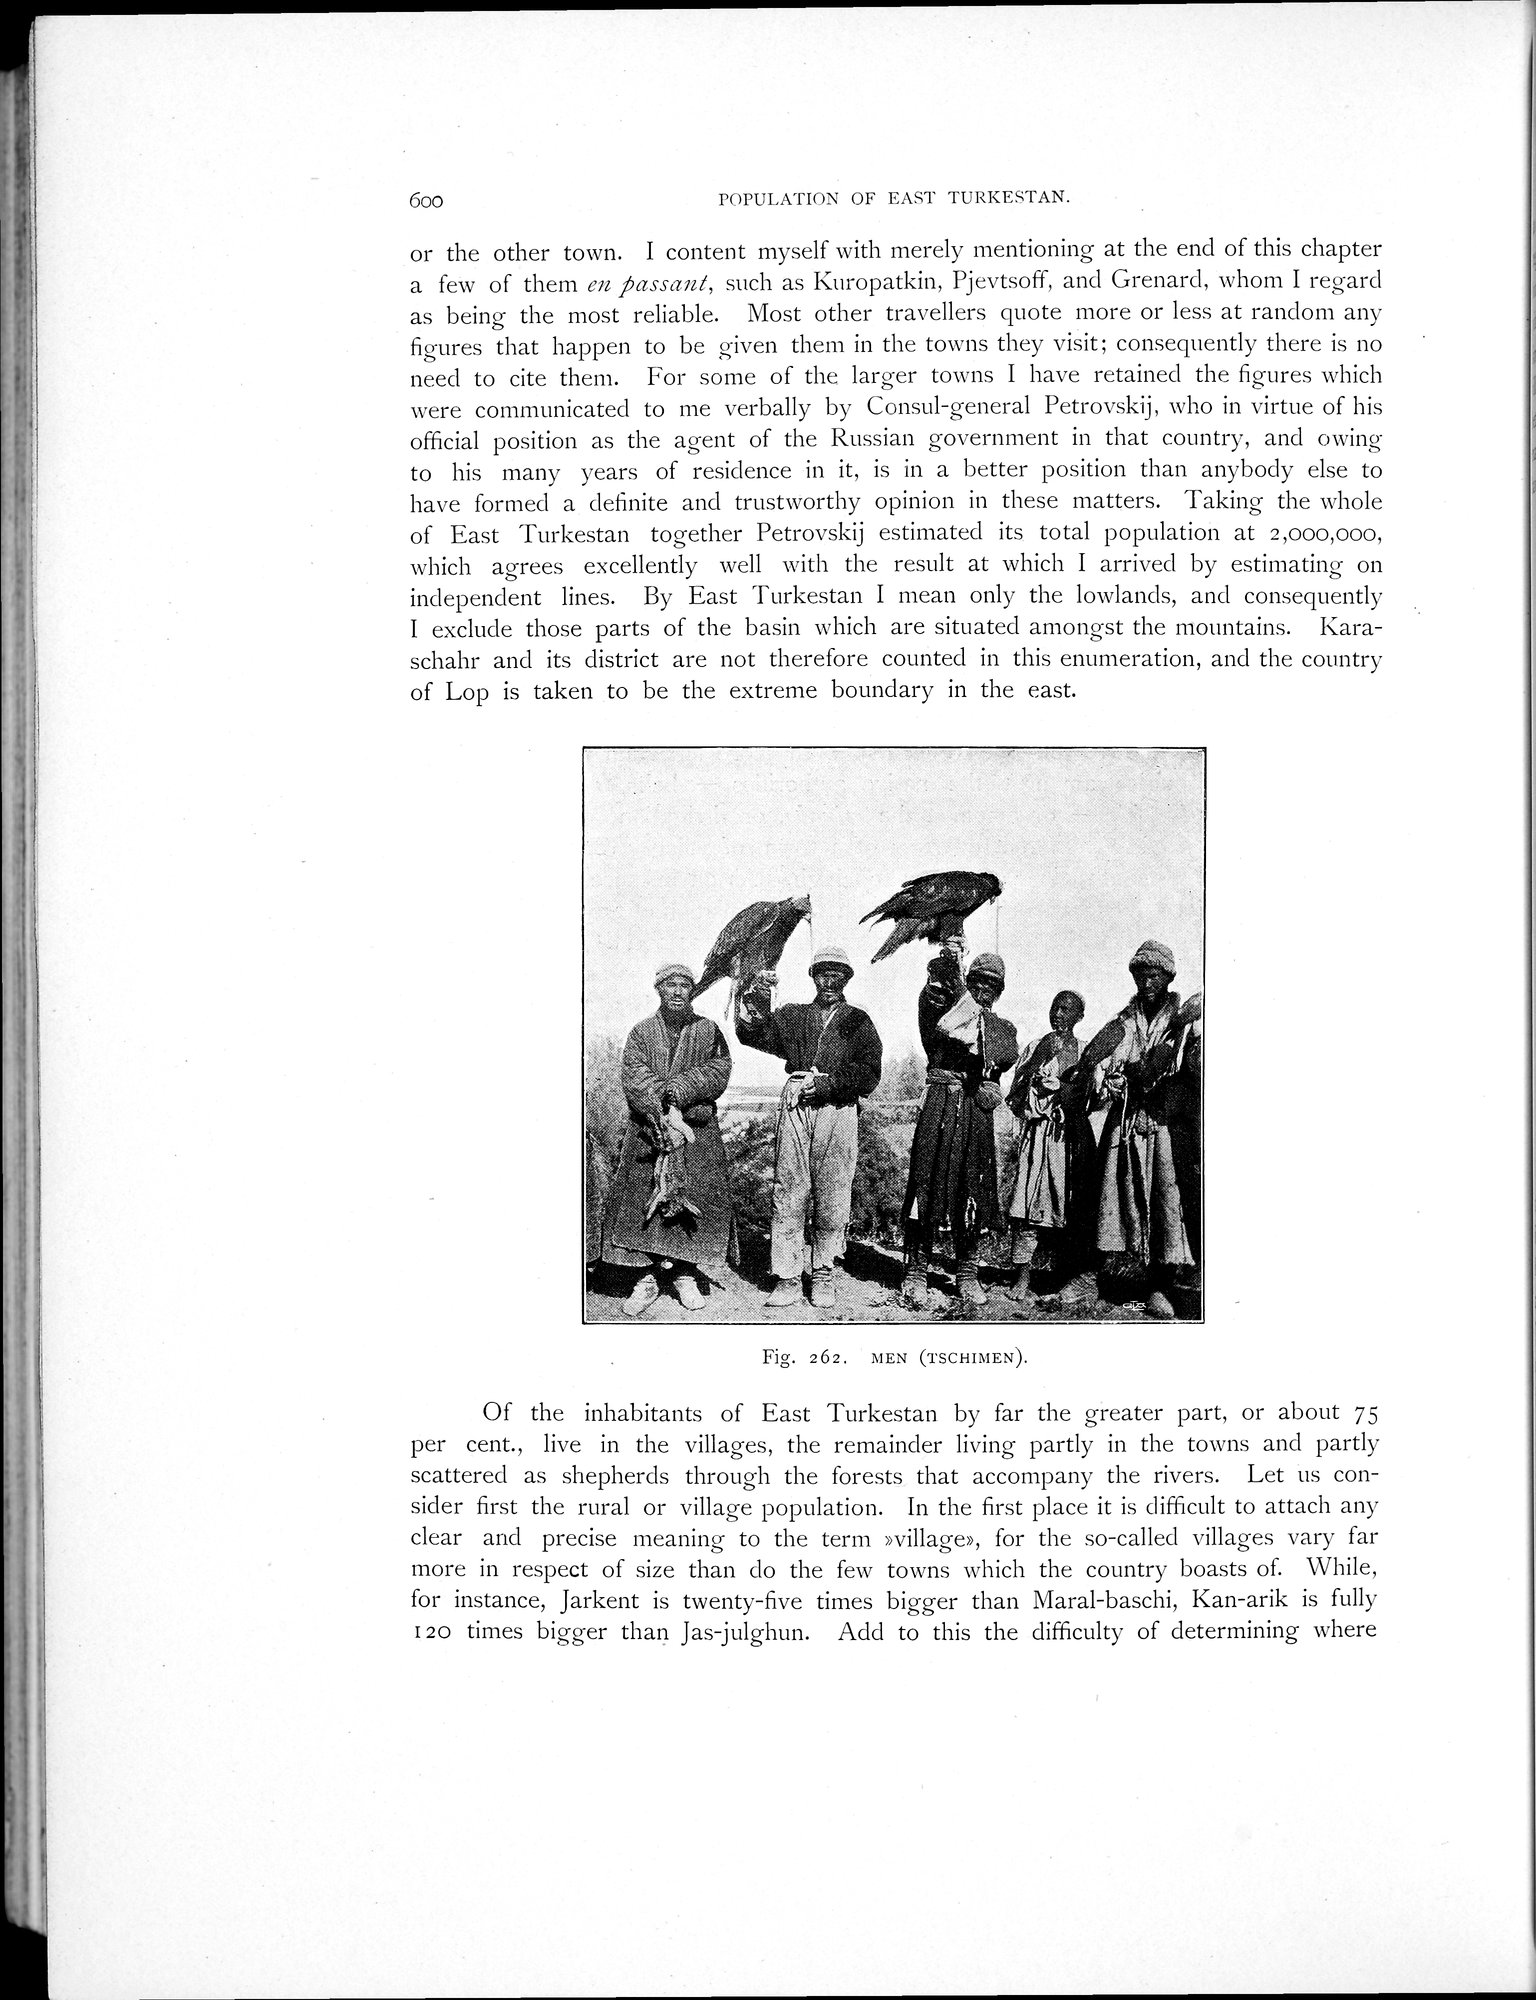 600
POPULATION OF EAST TURKESTAN.
or the other town. I content myself with merely mentioning at the end of this chapter
a few of them en passant, such as Kuropatkin, Pjevtsoff, and Grenard, whom I regard
as being the most reliable. Most other travellers quote more or less at random any
figures that happen to be given them in the towns they visit; consequently there is no
need to cite them. For some of the larger towns I have retained the figures which
were communicated to me verbally by Consul-general Petrovskij, who in virtue of his
official position as the agent of the Russian government in that country, and owing
to his many years of residence in it, is in a better position than anybody else to
have formed a definite and trustworthy opinion in these matters. Taking the whole
of East Turkestan together Petrovskij estimated its total population at 2,000,000,
which agrees excellently well with the result at which I arrived by estimating on
independent lines. By East Turkestan I mean only the lowlands, and consequently
I exclude those parts of the basin which are situated amongst the mountains. Kara-
schahr and its district are not therefore counted in this enumeration, and the country
of Lop is taken to be the extreme boundary in the east.
Fig. 262. MEN (TSCHIMEN).
Of the inhabitants of East Turkestan by far the greater part, or about 75
per cent., live in the villages, the remainder living partly in the towns and partly
scattered as shepherds through the forests that accompany the rivers. Let us con-
sider first the rural or village population. In the first place it is difficult to attach any
clear and precise meaning to the term »village», for the so-called villages vary far
more in respect of size than do the few towns which the country boasts of. While,
for instance, Jarkent is twenty-five times bigger than Maral-baschi, Kan-arik is fully
120 times bigger than Jas-julghun. Add to this the difficulty of determining where